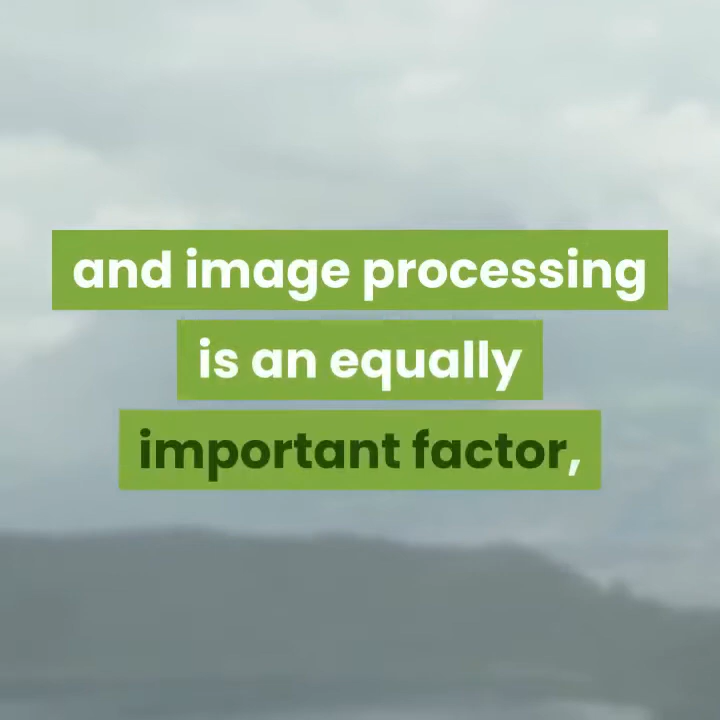 and image processing
is an equally
important factor,